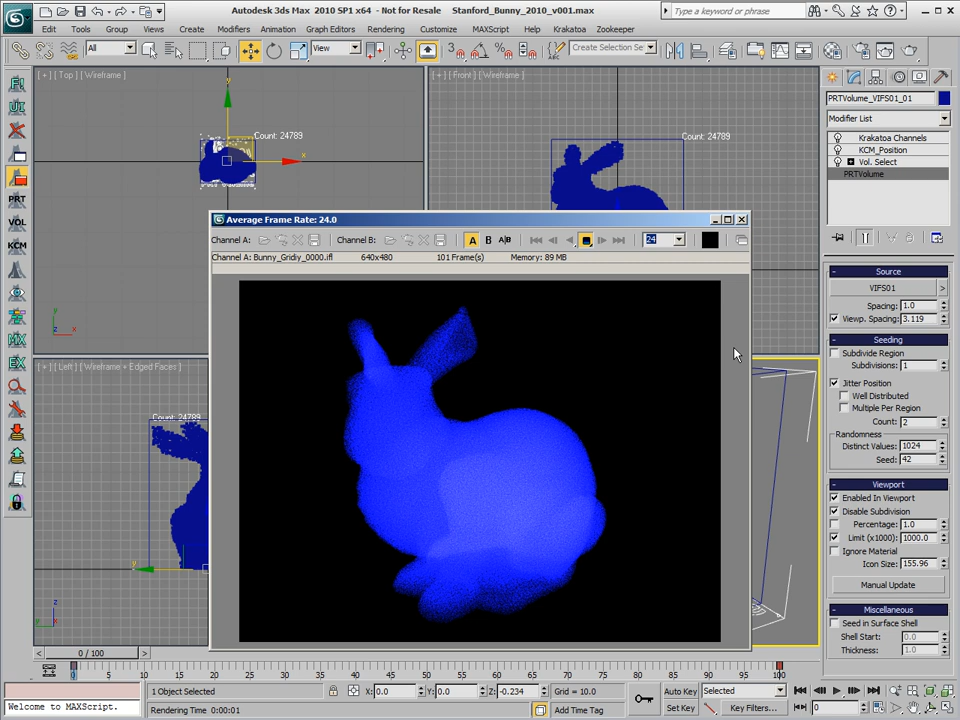 Autodesk 3ds Max 2010 SP1 x64 - Not for Resale Stanford_Bunny_2010_v001.max
Type a keyword or phrase
Edit Tools Group Views Create Modifiers Animation Graph Editors Rendering Customize MAXScript Help Krakatoa Zookeeper
All
View
Create Selection Se
[ + ] [ Top ] [ Wireframe ]
[ + ] [ Front ] [ Wireframe ]
Count: 24789
Count: 24789
y
x
PRTVolume_VIFS01_01
Modifier List
Krakatoa Channels
KCM_Position
Vol. Select
PRTVolume
F!
UI
PRT
VOL
KCM
MX
EX
Average Frame Rate: 24.0
Channel A:
Channel B:
A B A|B
24
Channel A: Bunny_Gridiy_0000.ifl 640x480 101 Frame(s) Memory: 89 MB
[ + ] [ Left ] [ Wireframe + Edged Faces ]
Count: 24789
y
Source
VIFS01
>
Spacing: 1.0
Viewp. Spacing: 3.119
Seeding
Subdivide Region
Subdivisions: 1
Jitter Position
Well Distributed
Multiple Per Region
Count: 2
Randomness
Distinct Values: 1024
Seed: 42
Viewport
Enabled In Viewport
Disable Subdivision
Percentage: 1.0
Limit (x1000): 1000.0
Ignore Material
Icon Size: 155.96
Manual Update
Miscellaneous
Seed in Surface Shell
Shell Start: 0.0
Thickness: 1.0
0 / 100
0 5 10 15 20 25 30 35 40 45 50 55 60 65 70 75 80 85 90 95 100
1 Object Selected
X: 0.0 Y: 0.0 Z: -0.234 Grid = 10.0
Auto Key
Selected
Welcome to MAXScript.
Rendering Time 0:00:01
Add Time Tag
Set Key
Key Filters...
0